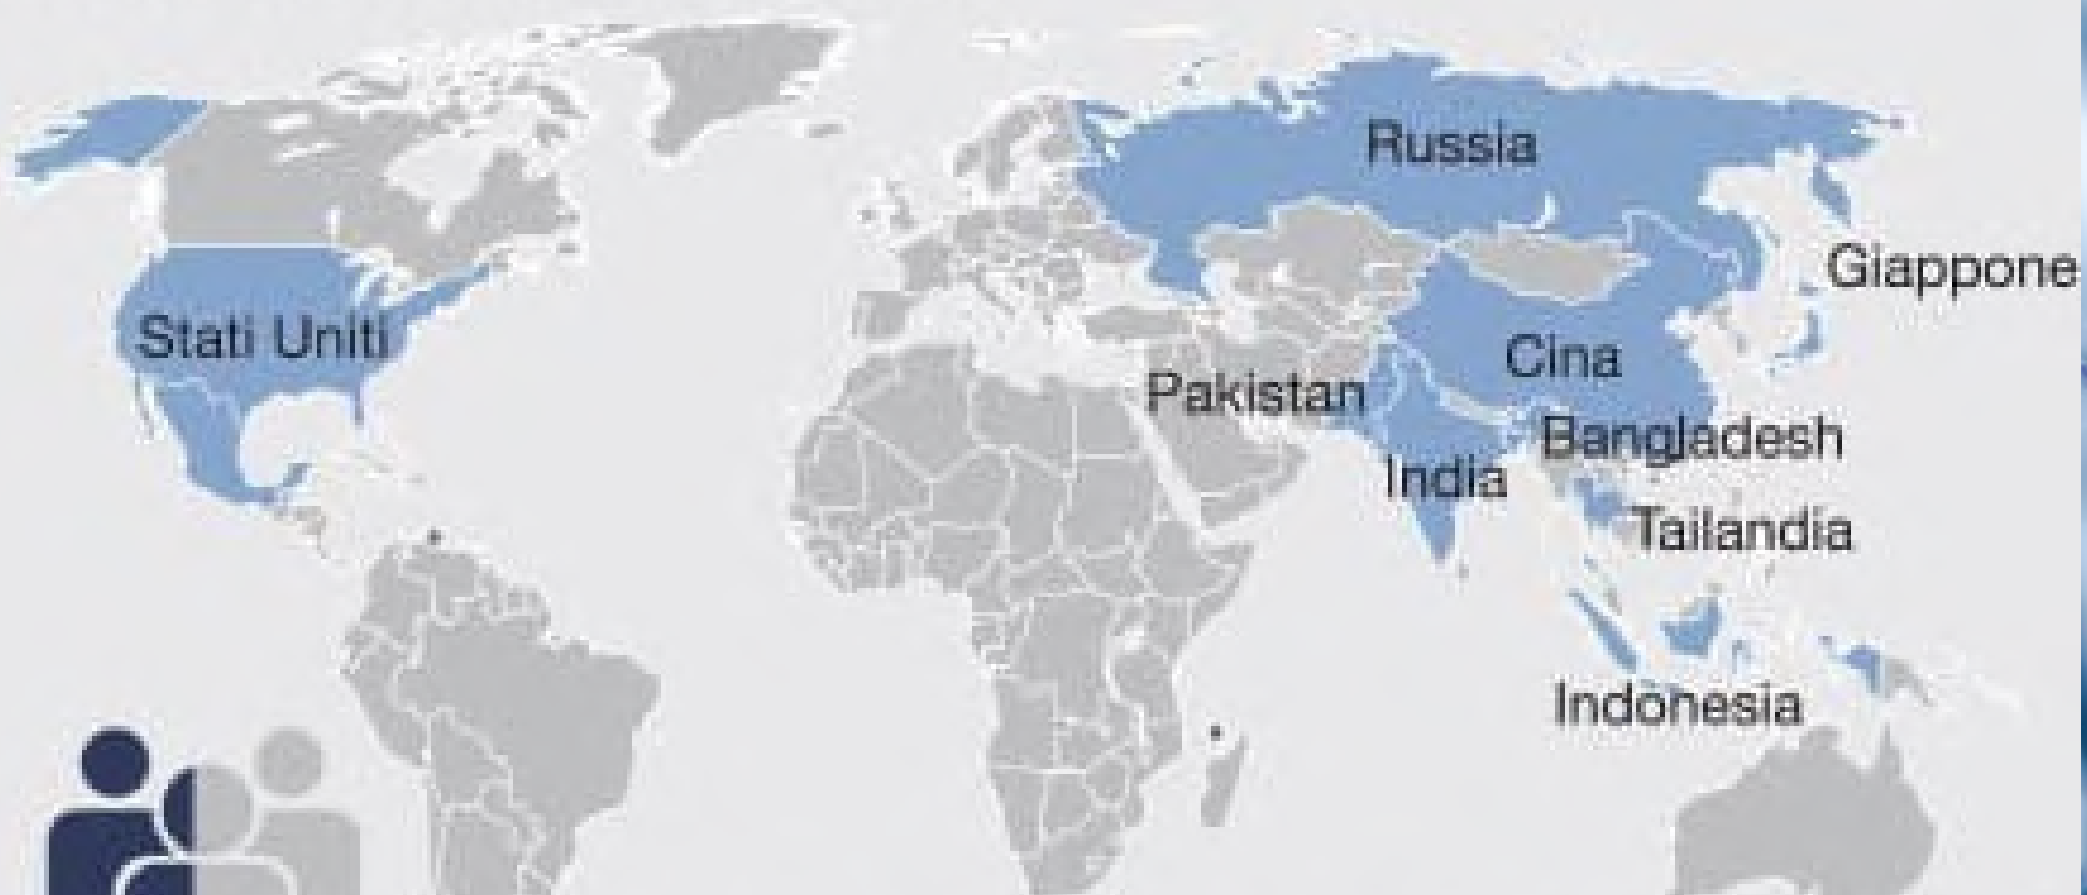 Russia
Giappone
Stati Uniti
Cina
Pakistan
Bangladesh
India
Tailandia
Indonesia